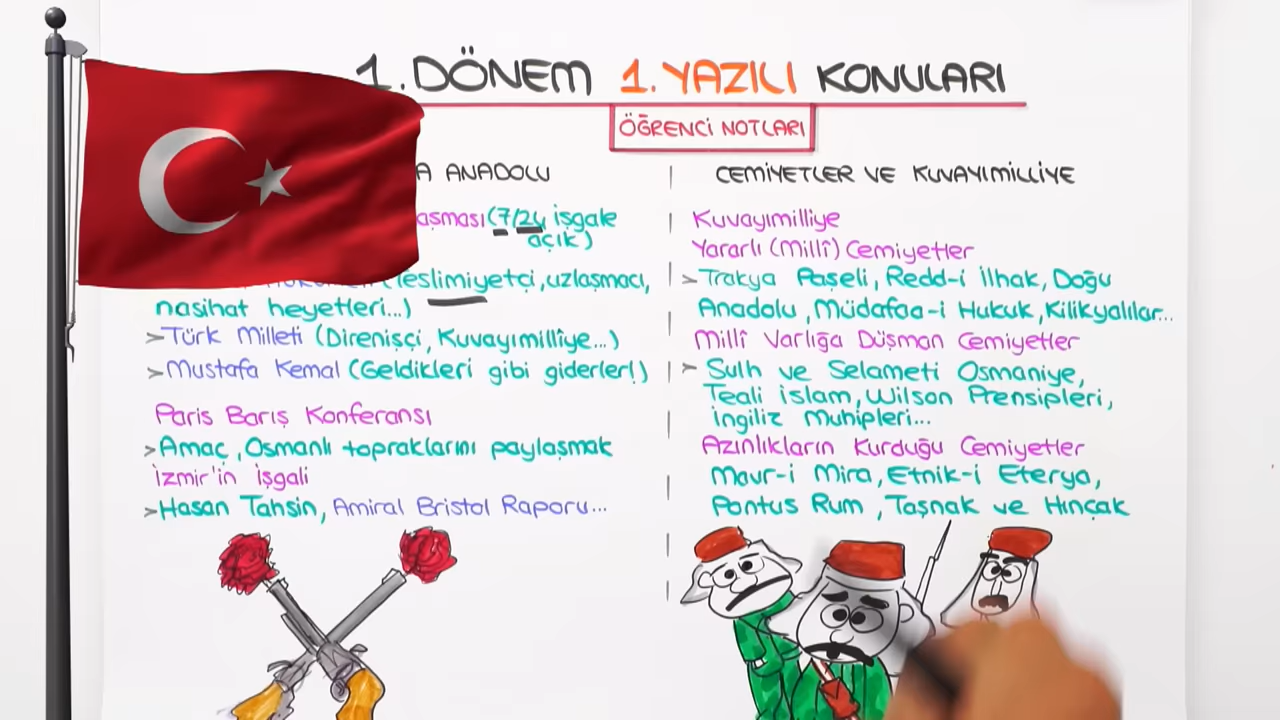 1. DÖNEM 1. YAZILI KONULARI
ÖĞRENCİ NOTLARI
A ANADOLU
aşması (7/24 işgale
açık)
(Teslimiyetçi, uzlaşmacı,
nasihat heyetleri...)
>Türk Milleti (Direnişçi, Kuvayımillîye...)
>Mustafa Kemal (Geldikleri gibi giderler!)
Paris Barış Konferansı
>Amaç, Osmanlı topraklarını paylaşmak
İzmir'in işgali
>Hasan Tahsin, Amiral Bristol Raporu...
CEMİYETLER VE KUVAYIMİLLİYE
Kuvayımilliye
Yararlı (Millî) Cemiyetler
>Trakya Paşeli, Redd-i İlhak, Doğu
Anadolu, Müdafaa-i Hukuk, Kilikyalılar...
Millî Varlığa Düşman Cemiyetler
> Sulh ve Selameti Osmaniye,
Teali İslam, Wilson Prensipleri,
İngiliz Muhipleri...
Azınlıkların Kurduğu Cemiyetler
Mavr-i Mira, Etnik-i Eterya,
Pontus Rum, Taşnak ve Hınçak